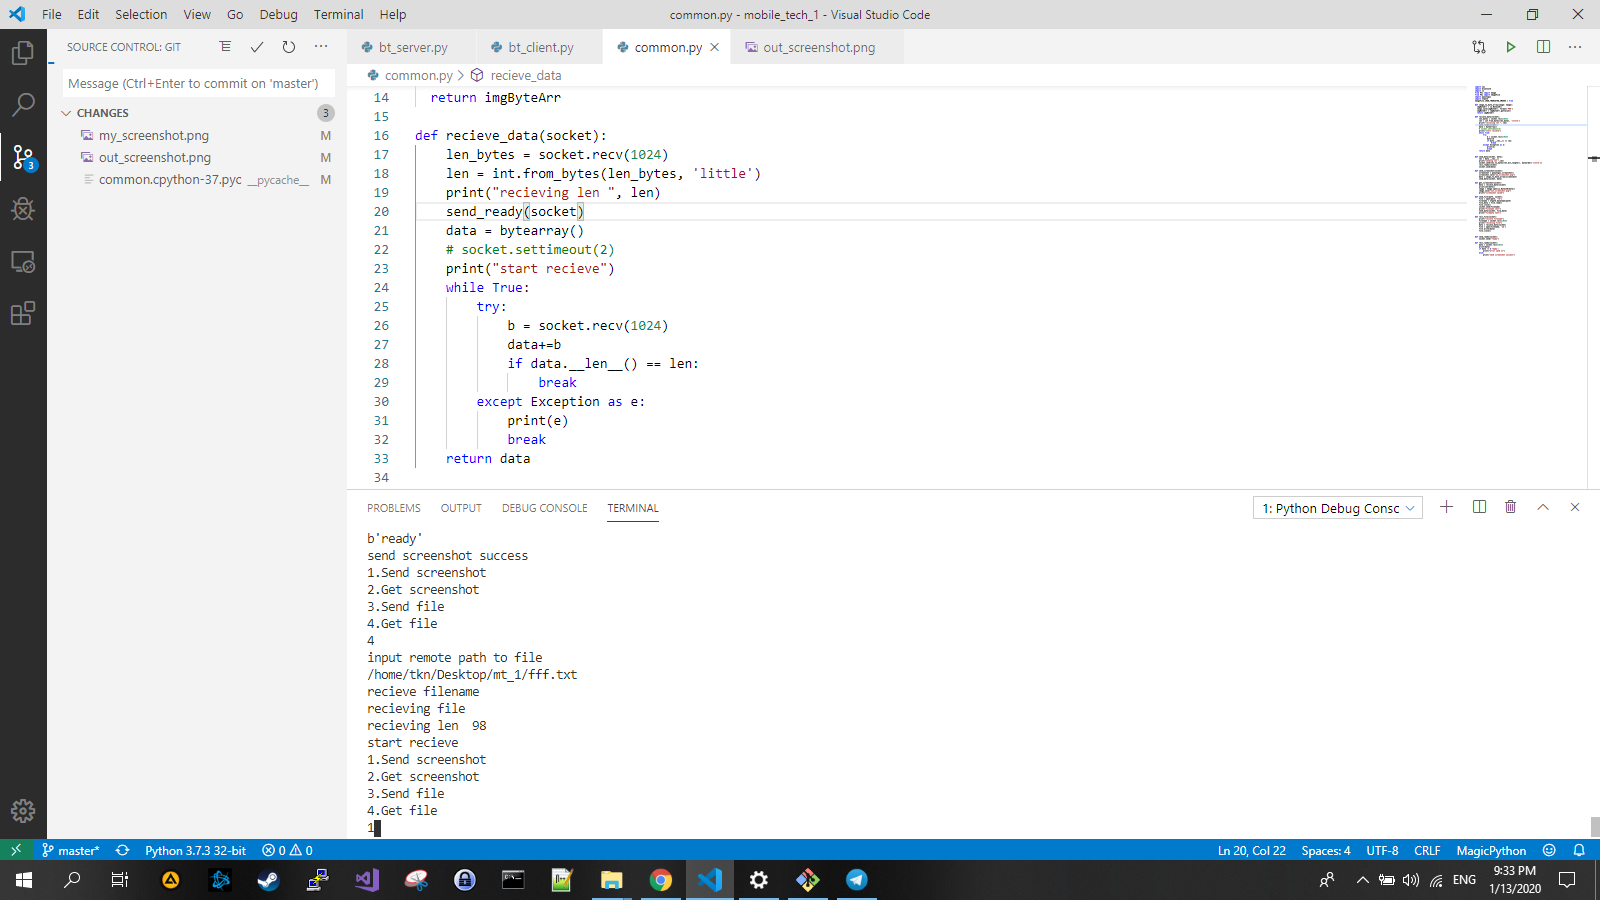 File Edit Selection View Go Debug Terminal Help common.py - mobile_tech_1 - Visual Studio Code
SOURCE CONTROL: GIT
bt_server.py bt_client.py common.py out_screenshot.png
common.py > recieve_data
Message (Ctrl+Enter to commit on 'master')
CHANGES 3
my_screenshot.png M
out_screenshot.png M
common.cpython-37.pyc __pycache__ M
3
14 return imgByteArr
15
16 def recieve_data(socket):
17 len_bytes = socket.recv(1024)
18 len = int.from_bytes(len_bytes, 'little')
19 print("recieving len ", len)
20 send_ready(socket)
21 data = bytearray()
22 # socket.settimeout(2)
23 print("start recieve")
24 while True:
25 try:
26 b = socket.recv(1024)
27 data+=b
28 if data.__len__() == len:
29 break
30 except Exception as e:
31 print(e)
32 break
33 return data
34
PROBLEMS OUTPUT DEBUG CONSOLE TERMINAL 1: Python Debug Consc
b'ready'
send screenshot success
1.Send screenshot
2.Get screenshot
3.Send file
4.Get file
4
input remote path to file
/home/tkn/Desktop/mt_1/fff.txt
recieve filename
recieving file
recieving len  98
start recieve
1.Send screenshot
2.Get screenshot
3.Send file
4.Get file
1
master* Python 3.7.3 32-bit 0 0 Ln 20, Col 22 Spaces: 4 UTF-8 CRLF MagicPython
ENG 9:33 PM
1/13/2020